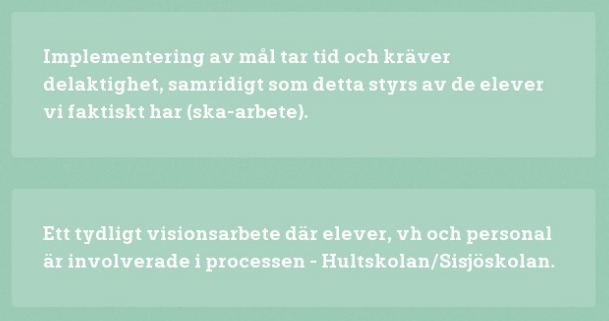 Implementering av mål tar tid och kräver
delaktighet, samridigt som detta styrs av de elever
vi faktiskt har (ska-arbete).
Ett tydligt visionsarbete där elever, vh och personal
är involverade i processen - Hultskolan/Sisjöskolan.